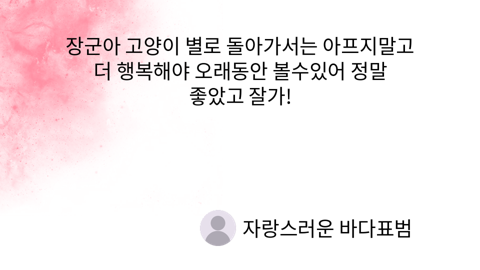 장군아 고양이 별로 돌아가서는 아프지말고
더 행복해야 오래동안 볼수있어 정말
좋았고 잘가!
자랑스러운 바다표범